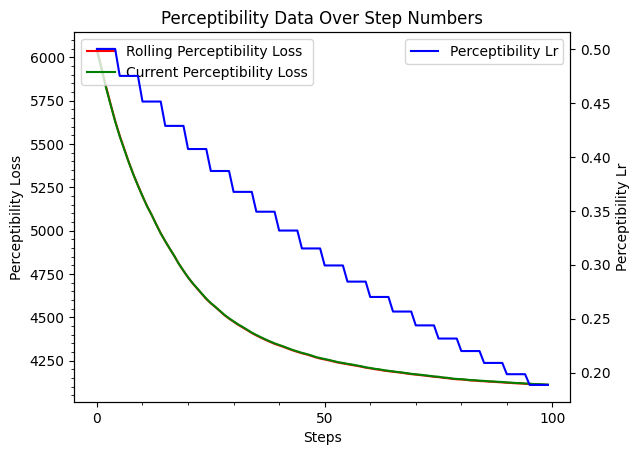 Perceptibility Data Over Step Numbers
Rolling Perceptibility Loss
Current Perceptibility Loss
Perceptibility Lr
Perceptibility Loss
6000
5750
5500
5250
5000
4750
4500
4250
0.50
0.45
0.40
0.35
0.30
0.25
0.20
Perceptibility Lr
0
50
100
Steps